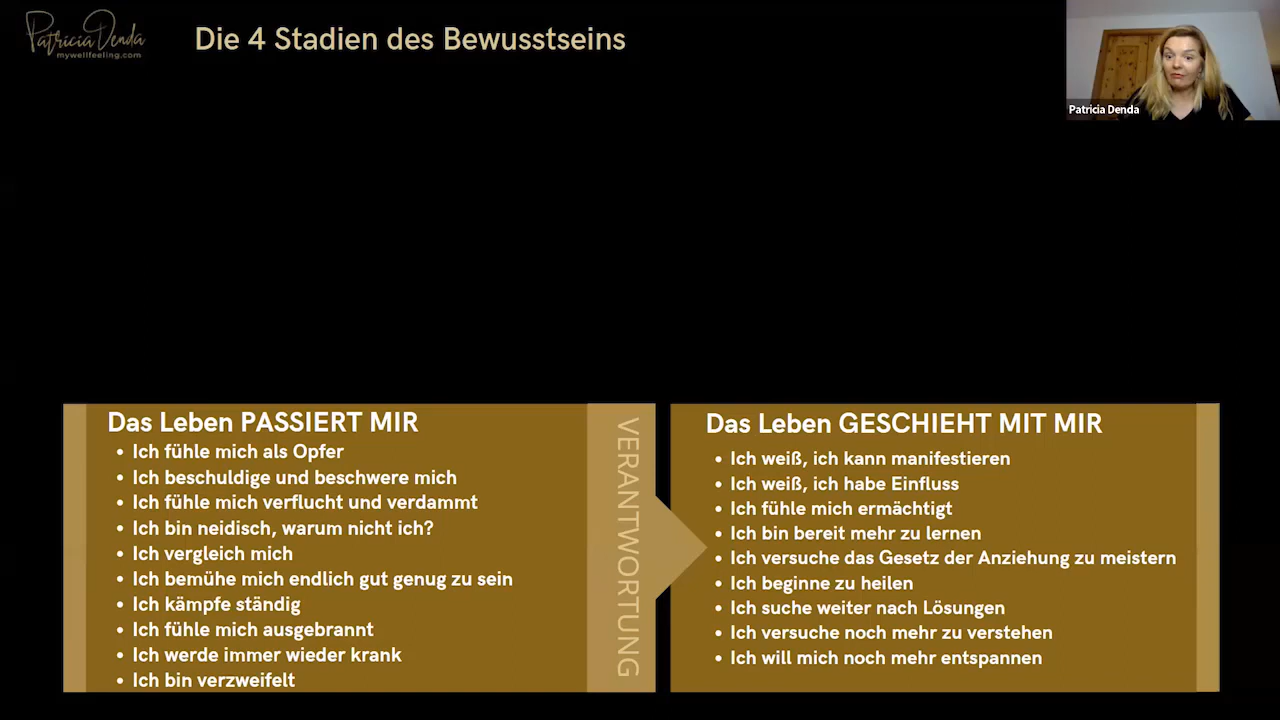 Patricia Denda
mywellfeeling.com
Die 4 Stadien des Bewusstseins
Patricia Denda
Das Leben PASSIERT MIR
• Ich fühle mich als Opfer
• Ich beschuldige und beschwere mich
• Ich fühle mich verflucht und verdammt
• Ich bin neidisch, warum nicht ich?
• Ich vergleich mich
• Ich bemühe mich endlich gut genug zu sein
• Ich kämpfe ständig
• Ich fühle mich ausgebrannt
• Ich werde immer wieder krank
• Ich bin verzweifelt
VERANTWORTUNG
Das Leben GESCHIEHT MIT MIR
• Ich weiß, ich kann manifestieren
• Ich weiß, ich habe Einfluss
• Ich fühle mich ermächtigt
• Ich bin bereit mehr zu lernen
• Ich versuche das Gesetz der Anziehung zu meistern
• Ich beginne zu heilen
• Ich suche weiter nach Lösungen
• Ich versuche noch mehr zu verstehen
• Ich will mich noch mehr entspannen